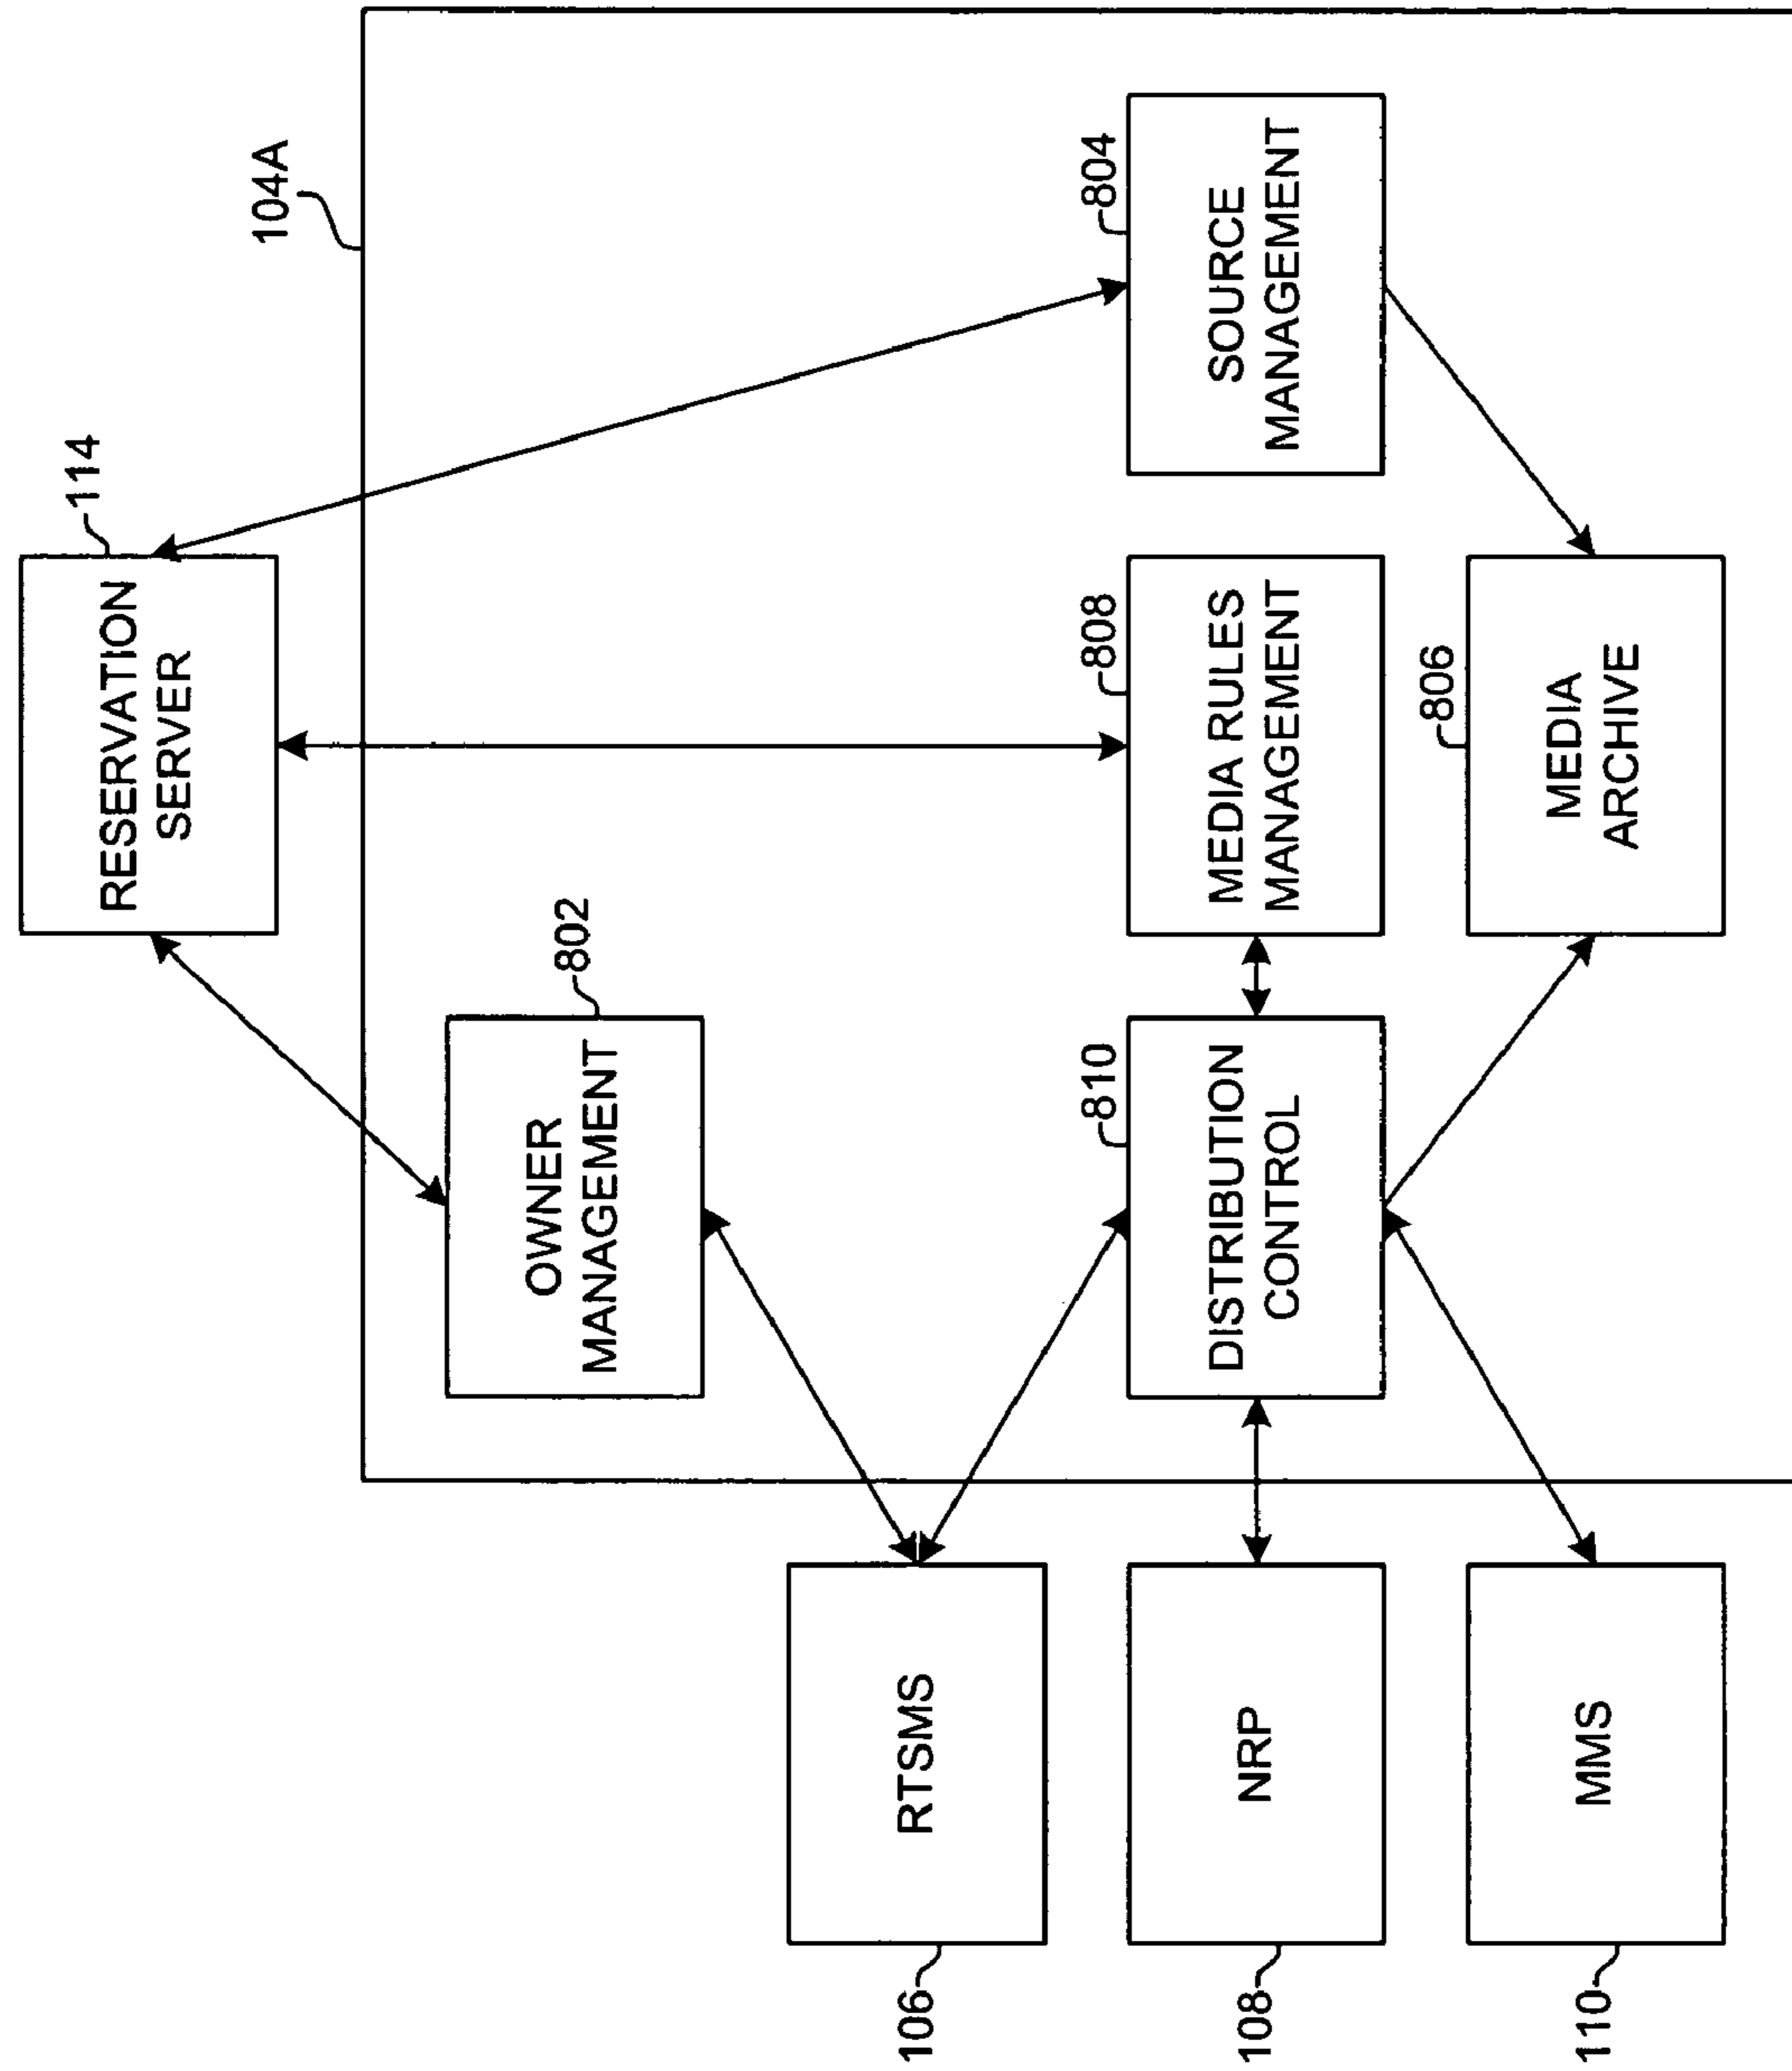 RESERVATION
SERVER
114
104A
OWNER
MANAGEMENT
802
RTSMS
106
DISTRIBUTION
CONTROL
810
MEDIA RULES
MANAGEMENT
808
SOURCE
MANAGEMENT
804
NRP
108
MMS
110
MEDIA
ARCHIVE
806